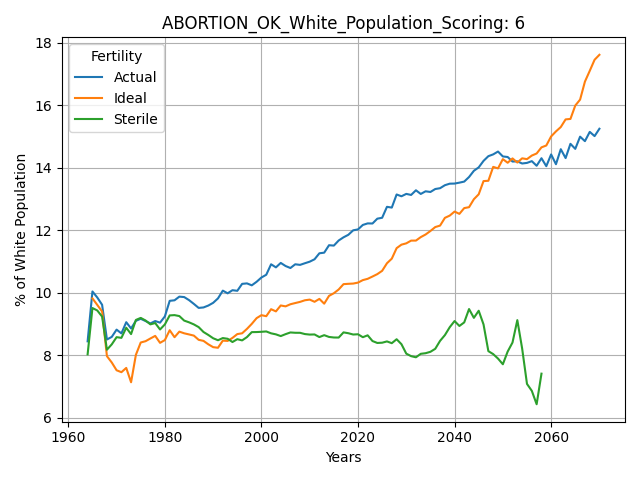 ABORTION_OK_White_Population_Scoring: 6
18
16
14
12
10
8
6
% of White Population
Fertility
Actual
Ideal
Sterile
1960 1980 2000 2020 2040 2060
Years